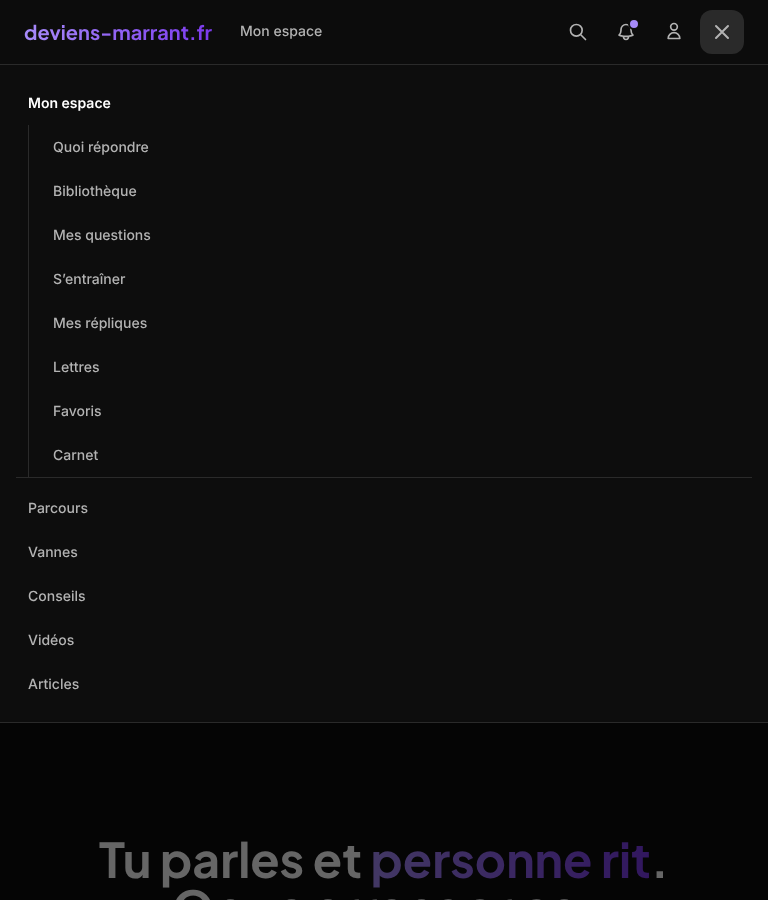 deviens-marrant.fr
Mon espace
Mon espace
Quoi répondre
Bibliothèque
Mes questions
S’entraîner
Mes répliques
Lettres
Favoris
Carnet
Parcours
Vannes
Conseils
Vidéos
Articles
Tu parles et personne rit.